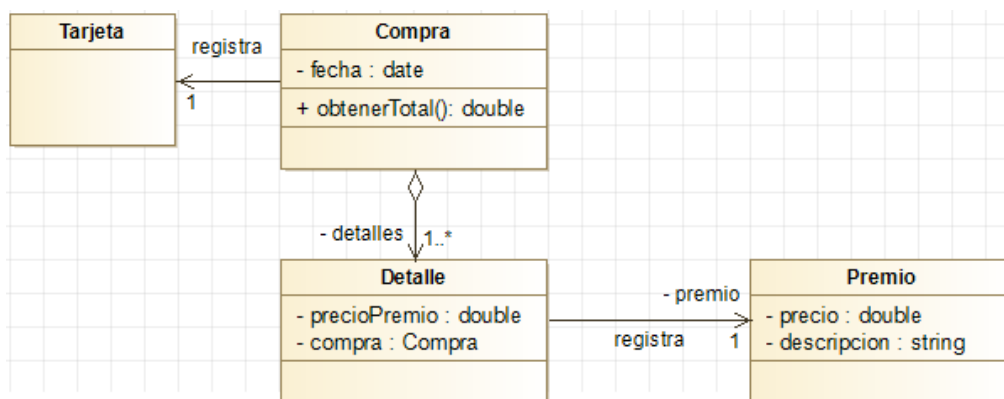 Tarjeta
registra
1
Compra
- fecha : date
+ obtenerTotal(): double
- detalles
1..*
Detalle
- precioPremio : double
- compra : Compra
- premio
registra
1
Premio
- precio : double
- descripcion : string